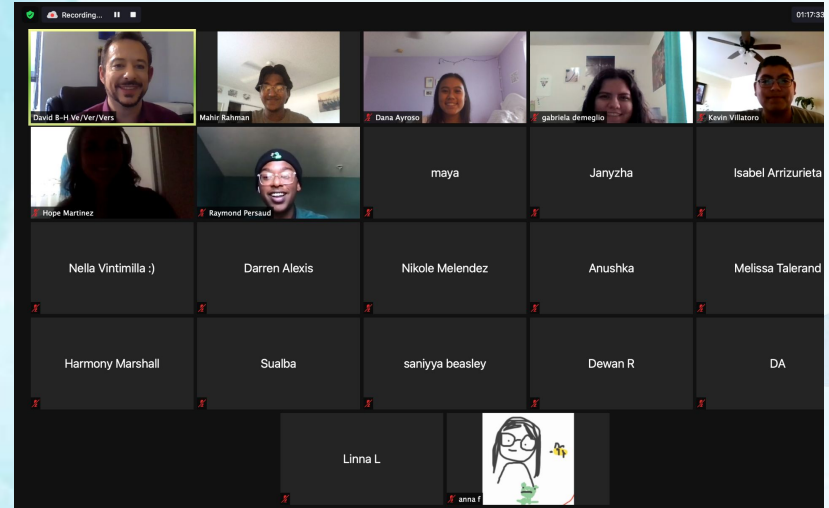 Recording...
01:17:33
David B-H Ve/Ver/Vers
Mahir Rahman
Dana Ayroso
gabriela demeglio
Kevin Villatoro
Hope Martinez
Raymond Persaud
maya
Janyzha
Isabel Arrizurieta
Nella Vintimilla :)
Darren Alexis
Nikole Melendez
Anushka
Melissa Talerand
Harmony Marshall
Sualba
saniyya beasley
Dewan R
DA
Linna L
anna f